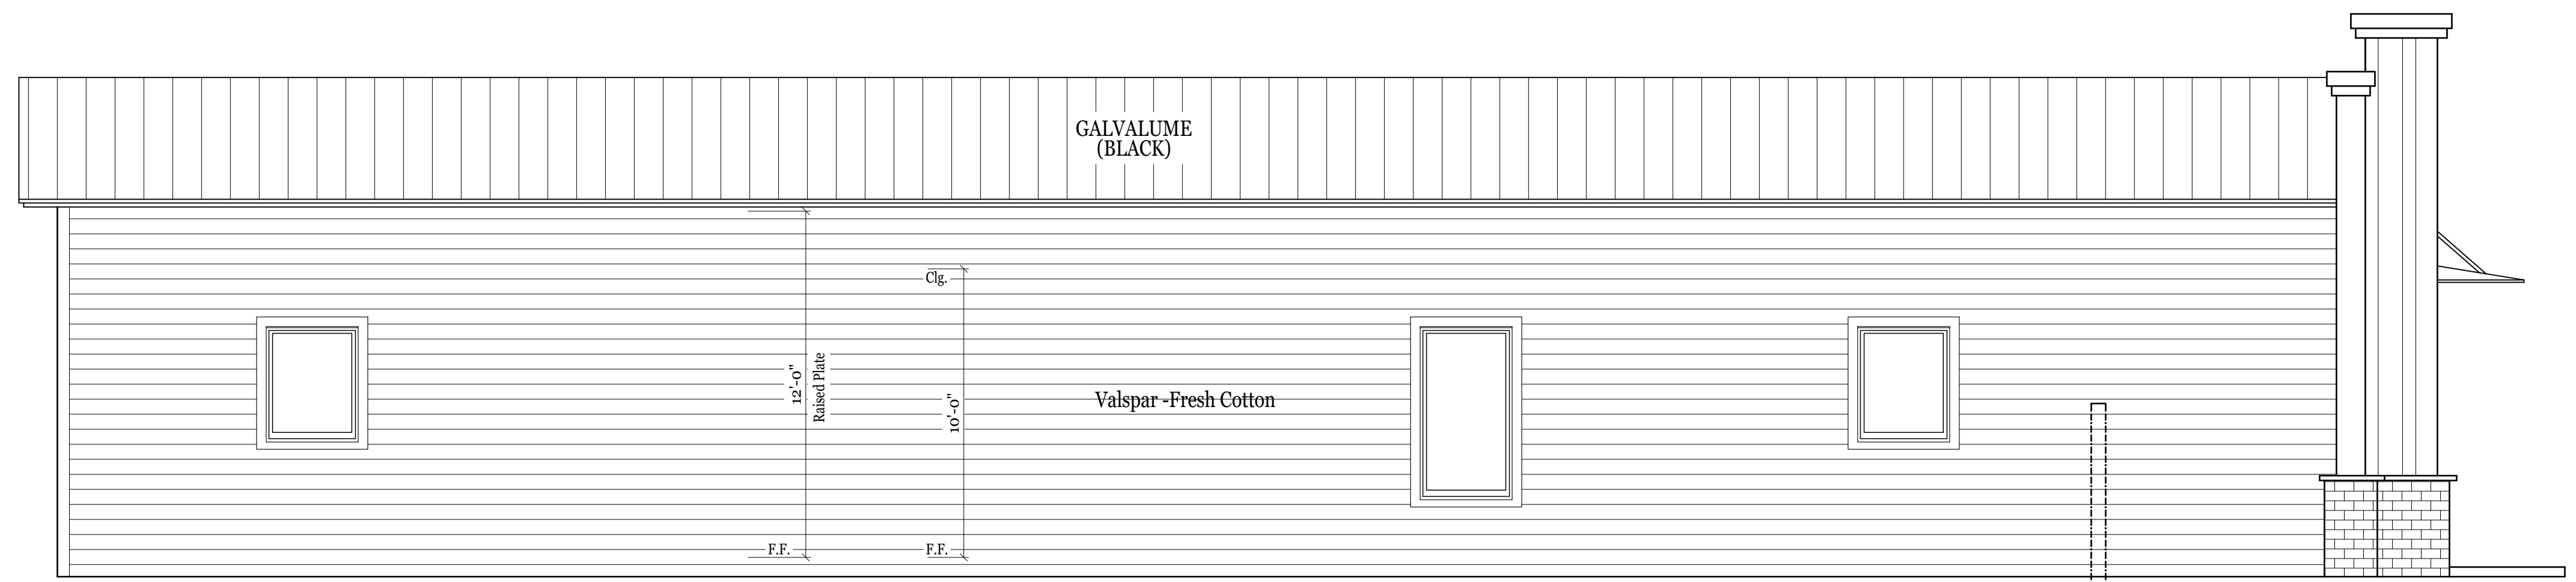 GALVALUME
(BLACK)
Clg.
12'-0"
Raised Plate
10'-0"
Valspar -Fresh Cotton
F.F.
F.F.